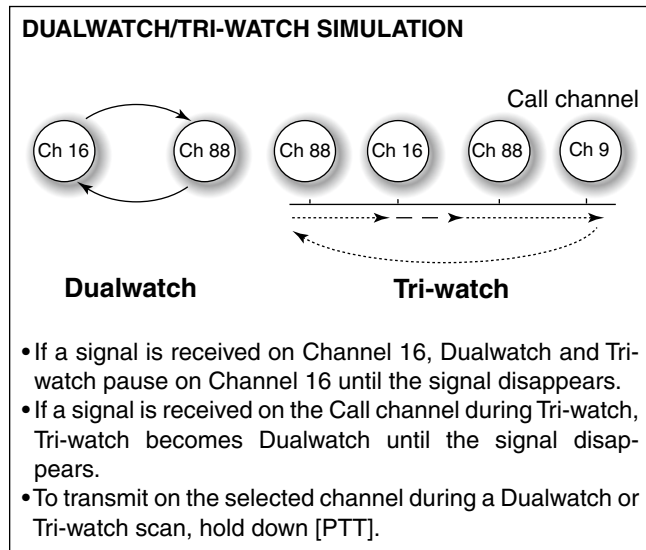 DUALWATCH/TRI-WATCH SIMULATION
Call channel
Ch 16 Ch 88 Ch 88 Ch 16 Ch 88 Ch 9
Dualwatch Tri-watch
•If a signal is received on Channel 16, Dualwatch and Tri-
watch pause on Channel 16 until the signal disappears.
•If a signal is received on the Call channel during Tri-watch,
Tri-watch becomes Dualwatch until the signal disap-
pears.
•To transmit on the selected channel during a Dualwatch or
Tri-watch scan, hold down [PTT].